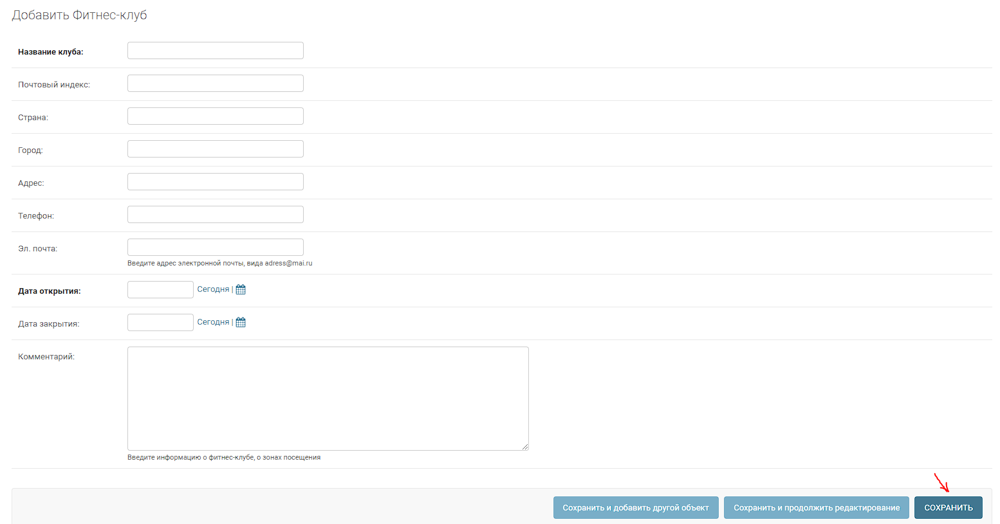 Добавить Фитнес-клуб
Название клуба:
Почтовый индекс:
Страна:
Город:
Адрес:
Телефон:
Эл. почта:
Введите адрес электронной почты, вида adress@mai.ru
Дата открытия:
Сегодня |
Дата закрытия:
Сегодня |
Комментарий:
Введите информацию о фитнес-клубе, о зонах посещения
Сохранить и добавить другой объект
Сохранить и продолжить редактирование
СОХРАНИТЬ